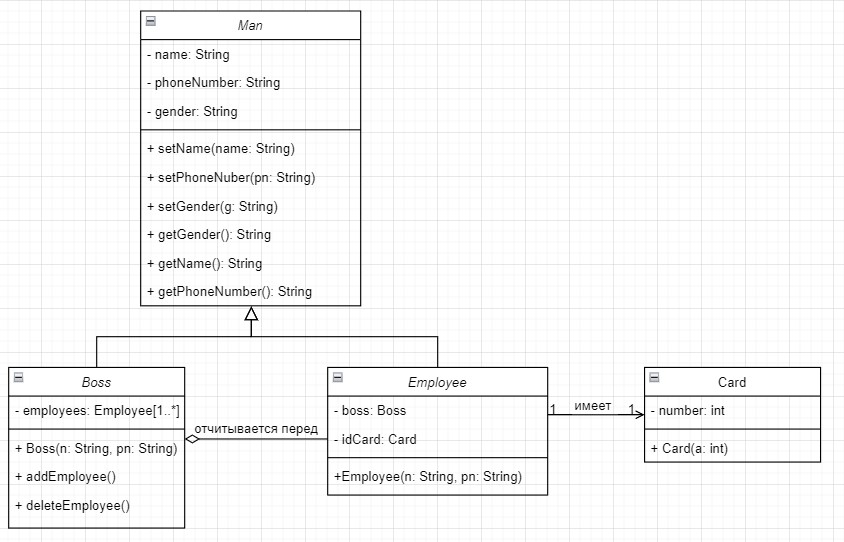 Man
- name: String
- phoneNumber: String
- gender: String
+ setName(name: String)
+ setPhoneNuber(pn: String)
+ setGender(g: String)
+ getGender(): String
+ getName(): String
+ getPhoneNumber(): String
Boss
- employees: Employee[1..*]
+ Boss(n: String, pn: String)
+ addEmployee()
+ deleteEmployee()
отчитывается перед
Employee
- boss: Boss
- idCard: Card
+Employee(n: String, pn: String)
1 имеет 1
Card
- number: int
+ Card(a: int)